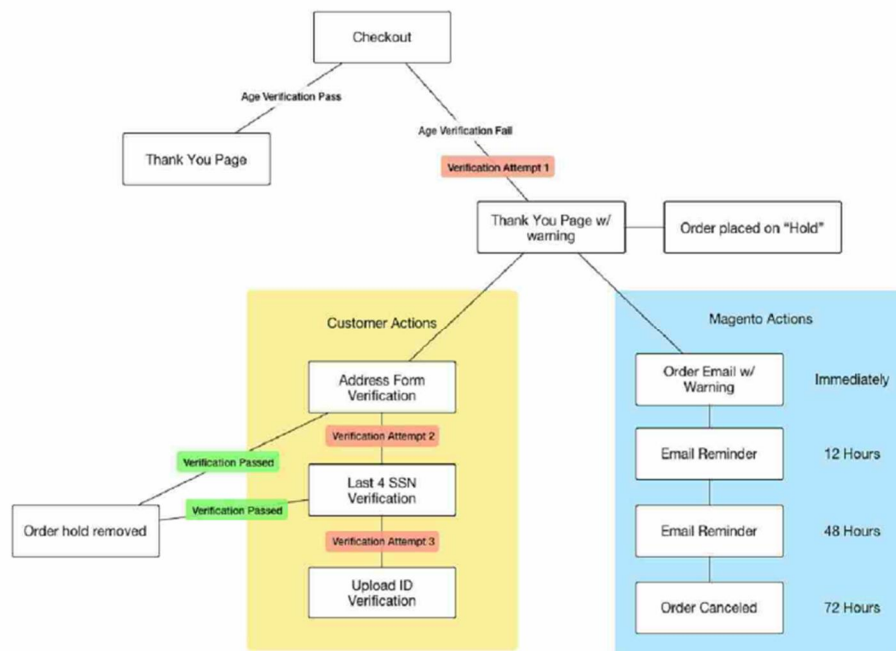 Checkout
Age Verification Pass
Age Verification Fail
Thank You Page
Verification Attempt 1
Thank You Page w/
warning
Order placed on “Hold”
Customer Actions
Magento Actions
Address Form
Verification
Order Email w/
Warning
Immediately
Verification Attempt 2
Verification Passed
Email Reminder
12 Hours
Last 4 SSN
Verification
Verification Passed
Order hold removed
Email Reminder
48 Hours
Verification Attempt 3
Upload ID
Verification
Order Canceled
72 Hours